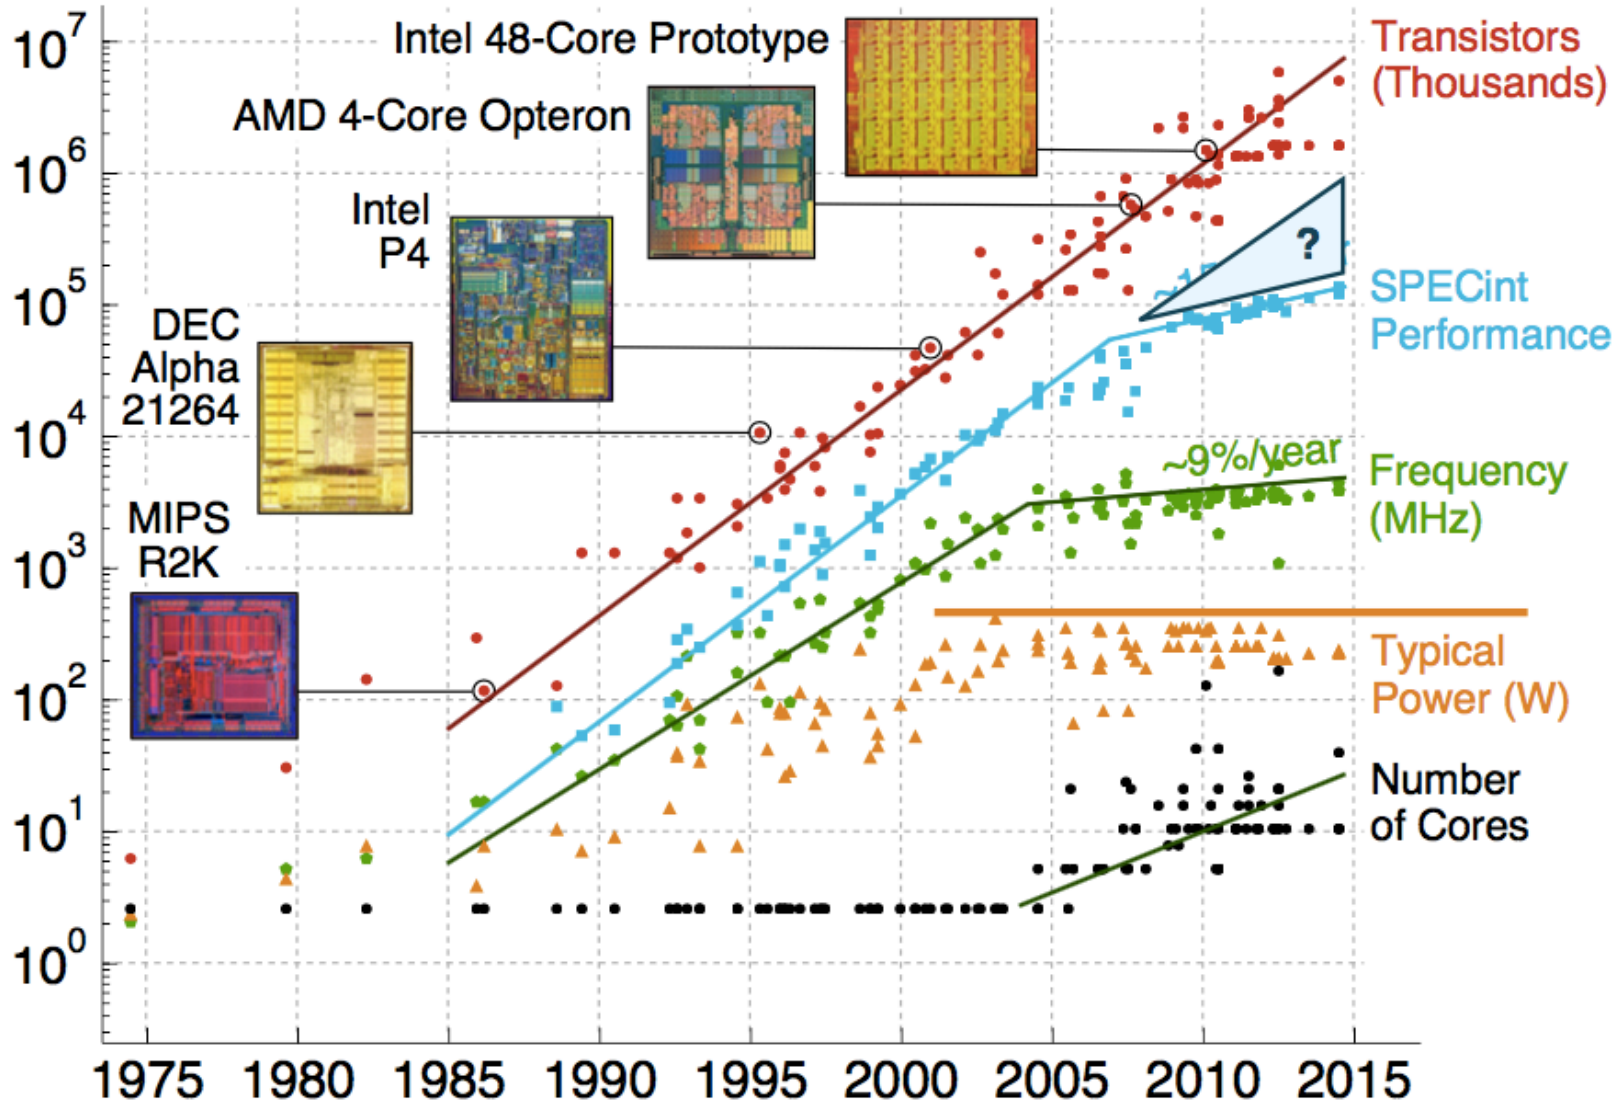 10^7
10^6
10^5
10^4
10^3
10^2
10^1
10^0
Intel 48-Core Prototype
AMD 4-Core Opteron
Intel
P4
DEC
Alpha
21264
MIPS
R2K
Transistors
(Thousands)
?
SPECint
Performance
~9%/year
Frequency
(MHz)
Typical
Power (W)
Number
of Cores
1975 1980 1985 1990 1995 2000 2005 2010 2015